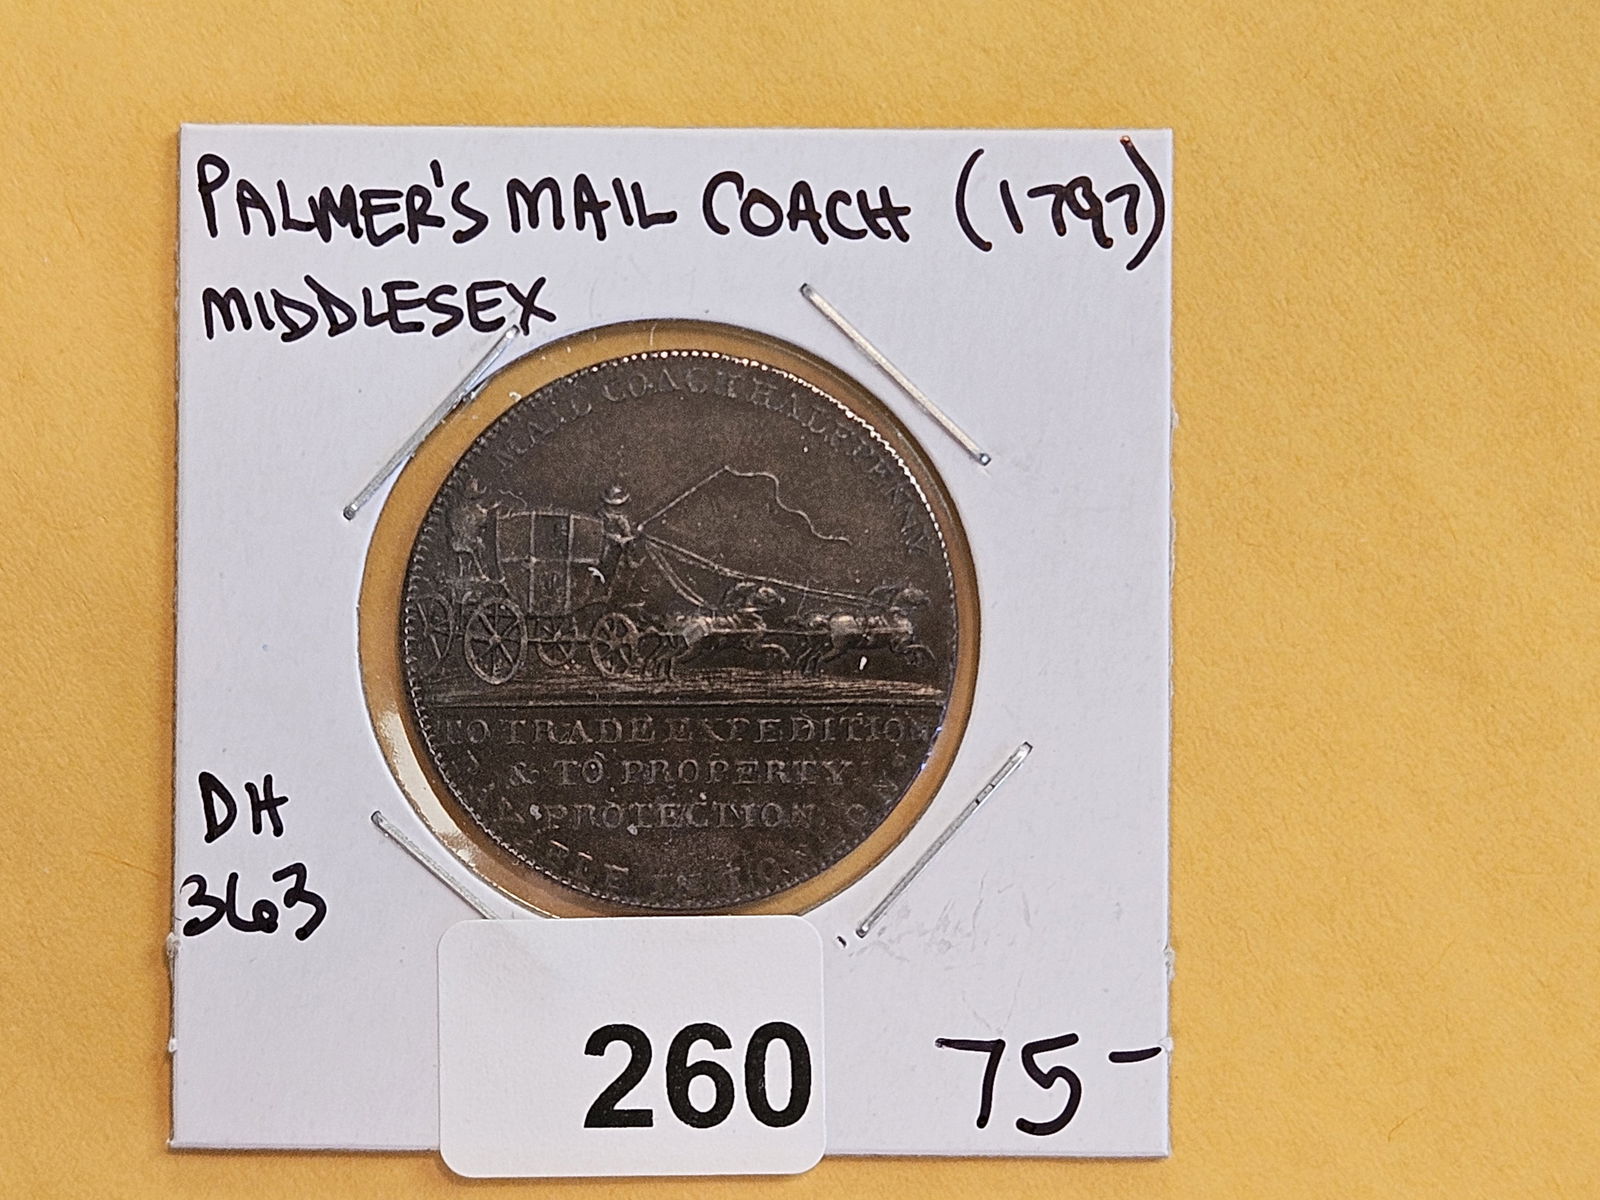 PALMER'S MAIL COACH (1797)
MIDDLESEX
MAIL COACH HALFPENNY
TO TRADE EXPEDITION
& TO PROPERTY
PROTECTION
DH
363
260
75-